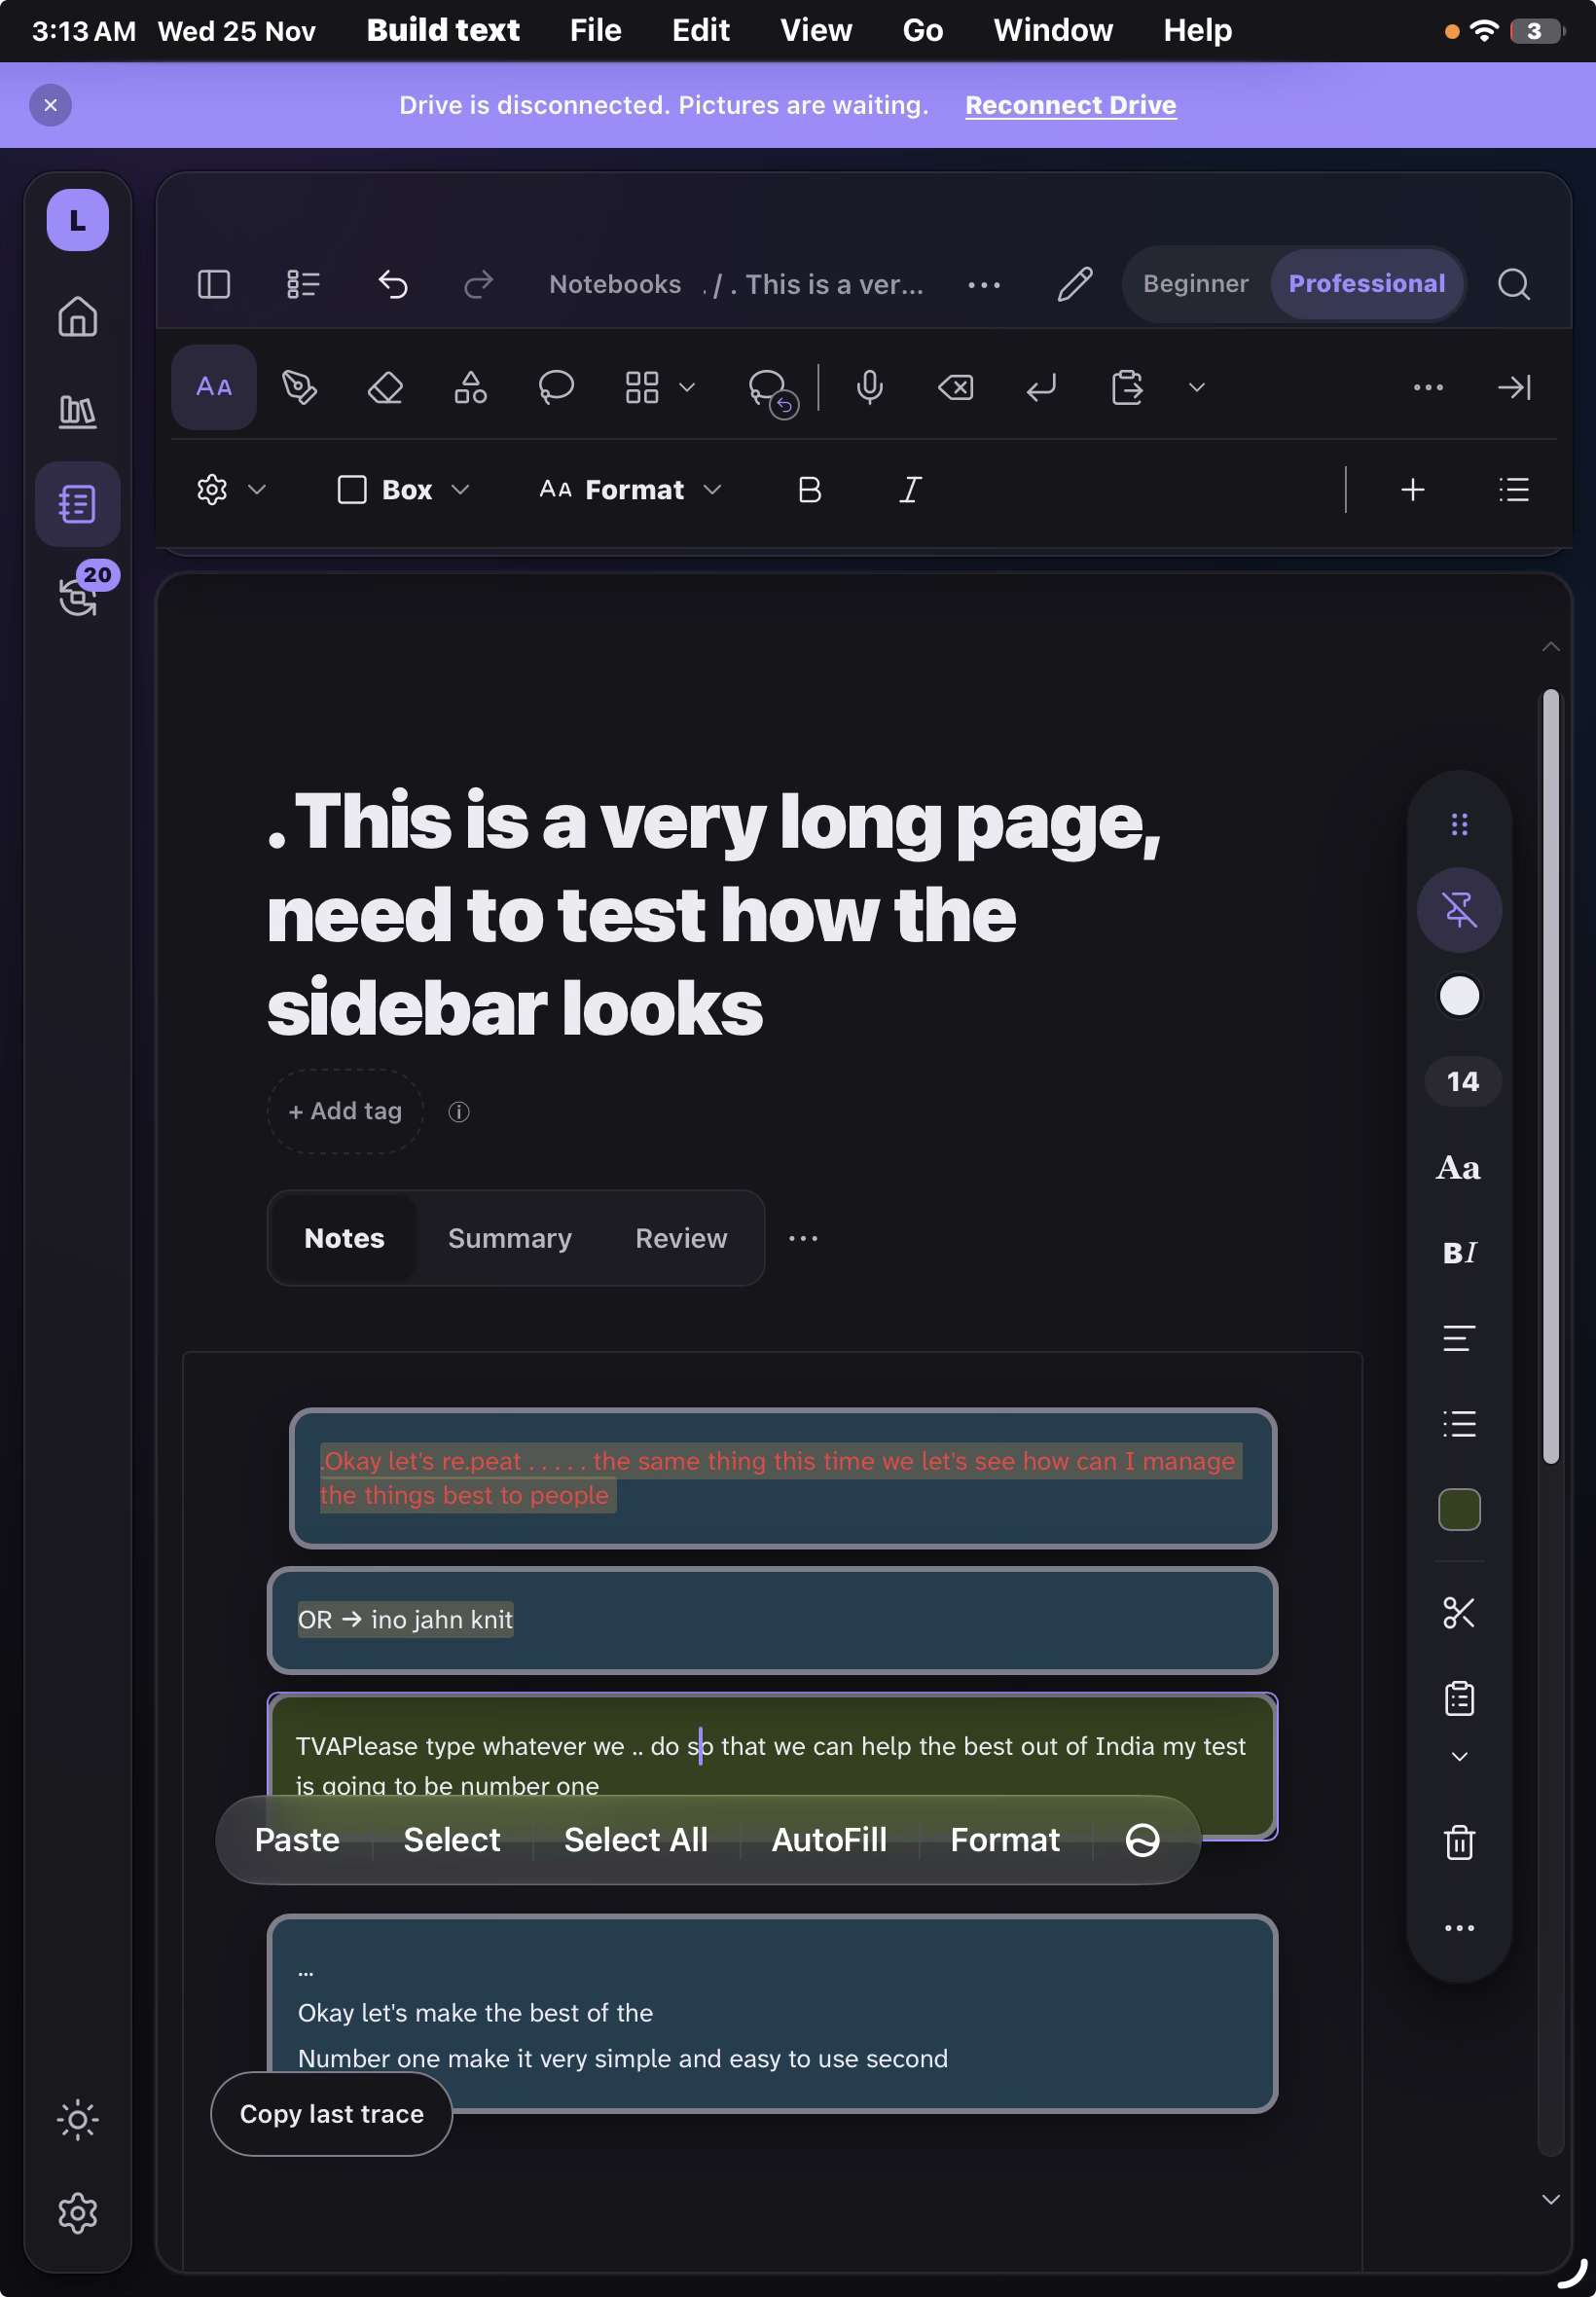 3:13 AM Wed 25 Nov Build text File Edit View Go Window Help 3
Drive is disconnected. Pictures are waiting. Reconnect Drive
L
Notebooks . / . This is a ver... Beginner Professional
AA
Box AA Format B I
20
. This is a very long page,
need to test how the
sidebar looks
+ Add tag
14
Aa
Notes Summary Review
BI
.Okay let's re.peat . . . . . the same thing this time we let's see how can I manage
the things best to people
OR → ino jahn knit
TVAPlease type whatever we .. do so that we can help the best out of India my test
is going to be number one
Paste Select Select All AutoFill Format
...
Okay let's make the best of the
Number one make it very simple and easy to use second
Copy last trace